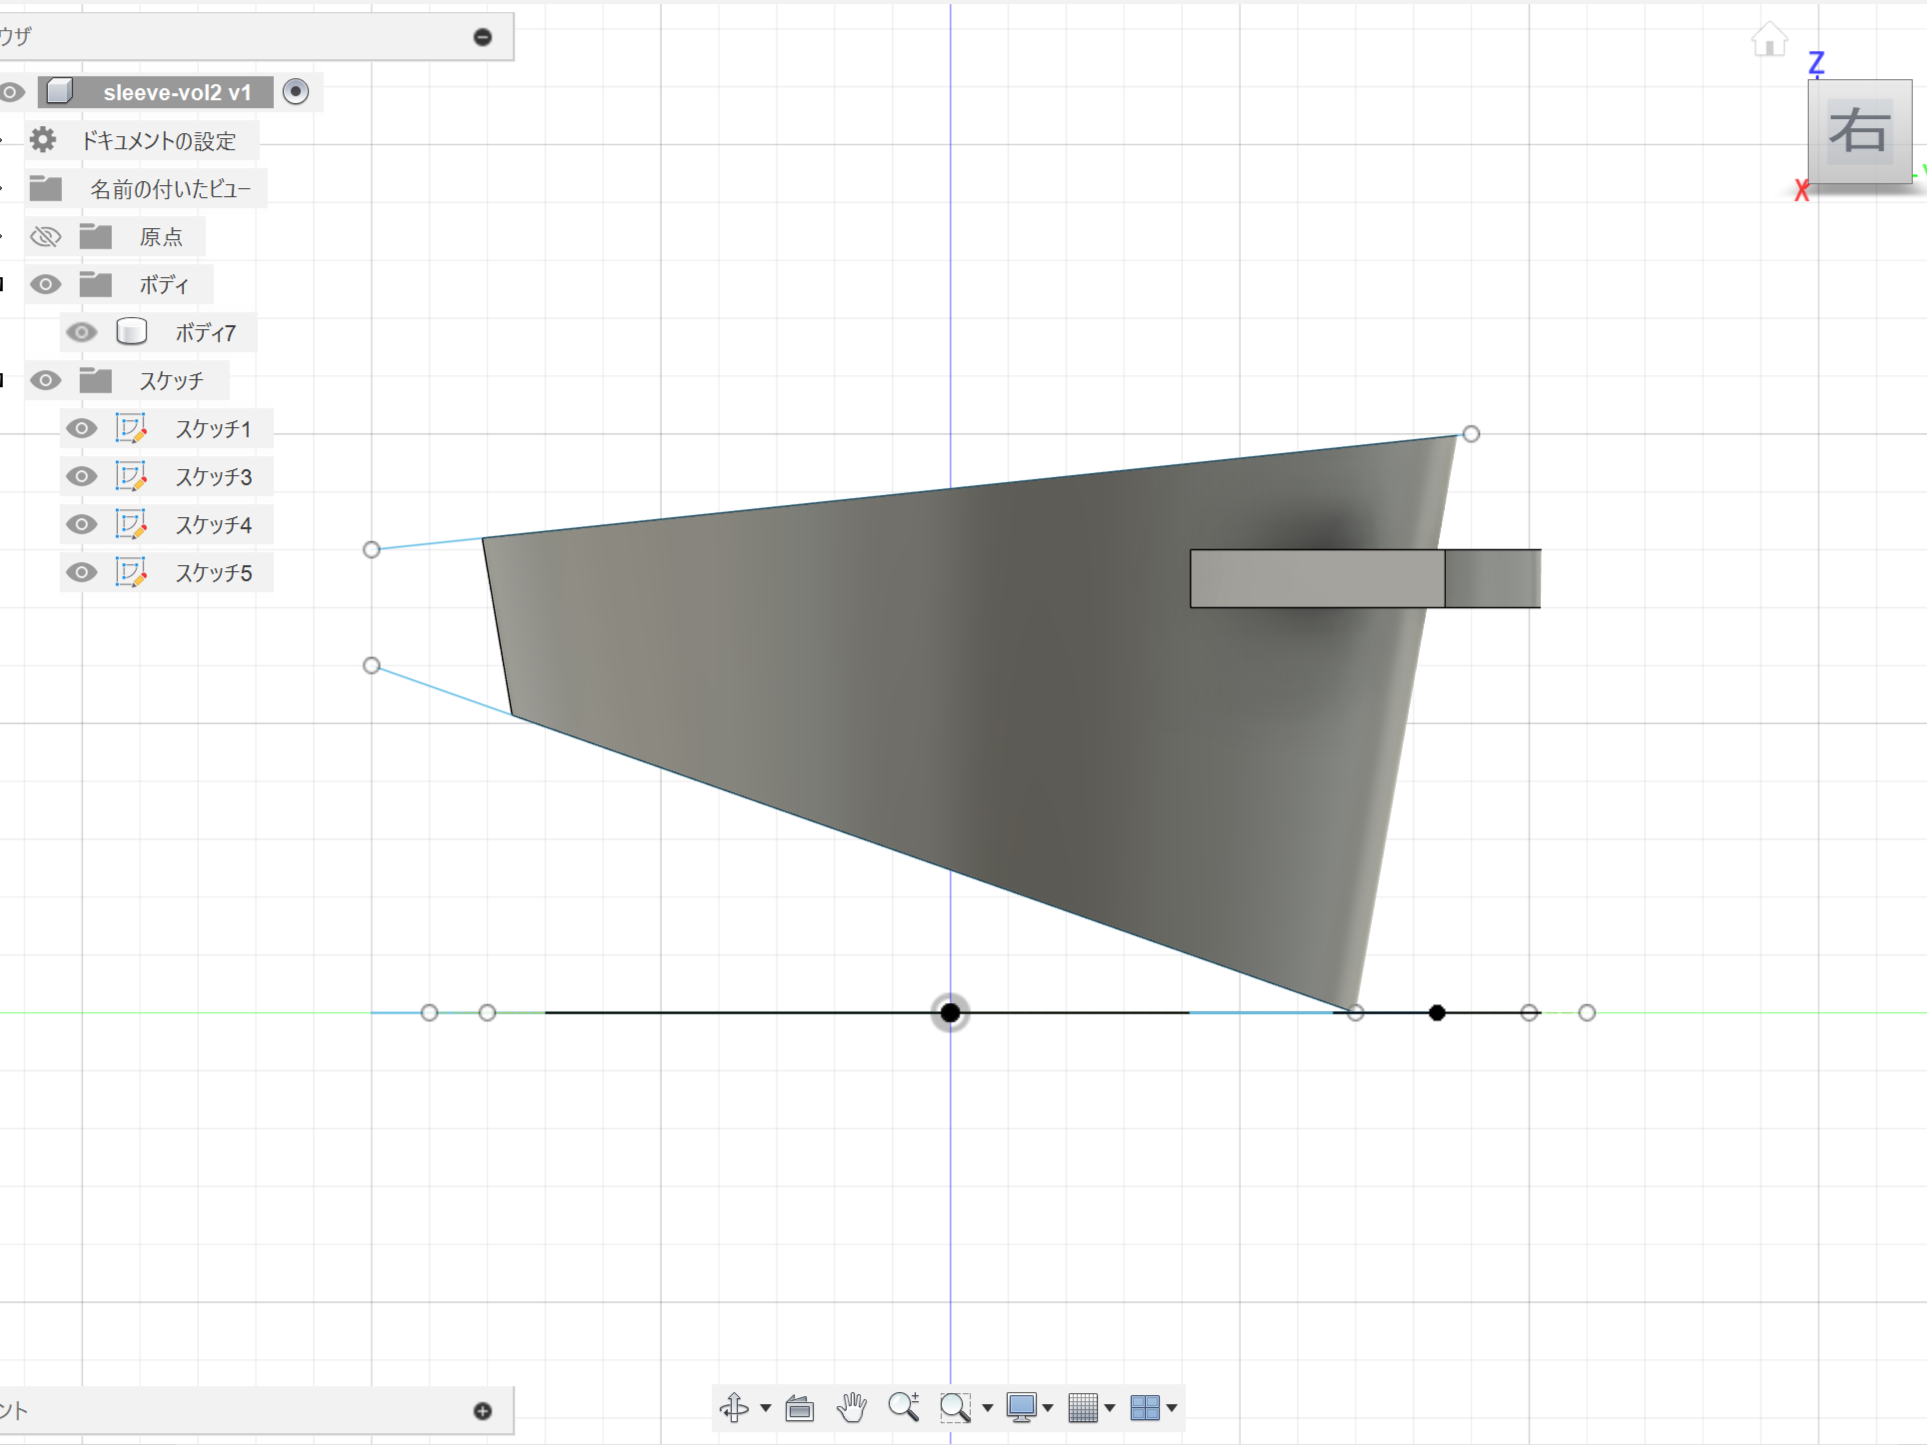 ウザ
sleeve-vol2 v1
ドキュメントの設定
名前の付いたビュー
原点
ボディ
ボディ7
スケッチ
スケッチ1
スケッチ3
スケッチ4
スケッチ5
Z
右
X
ント